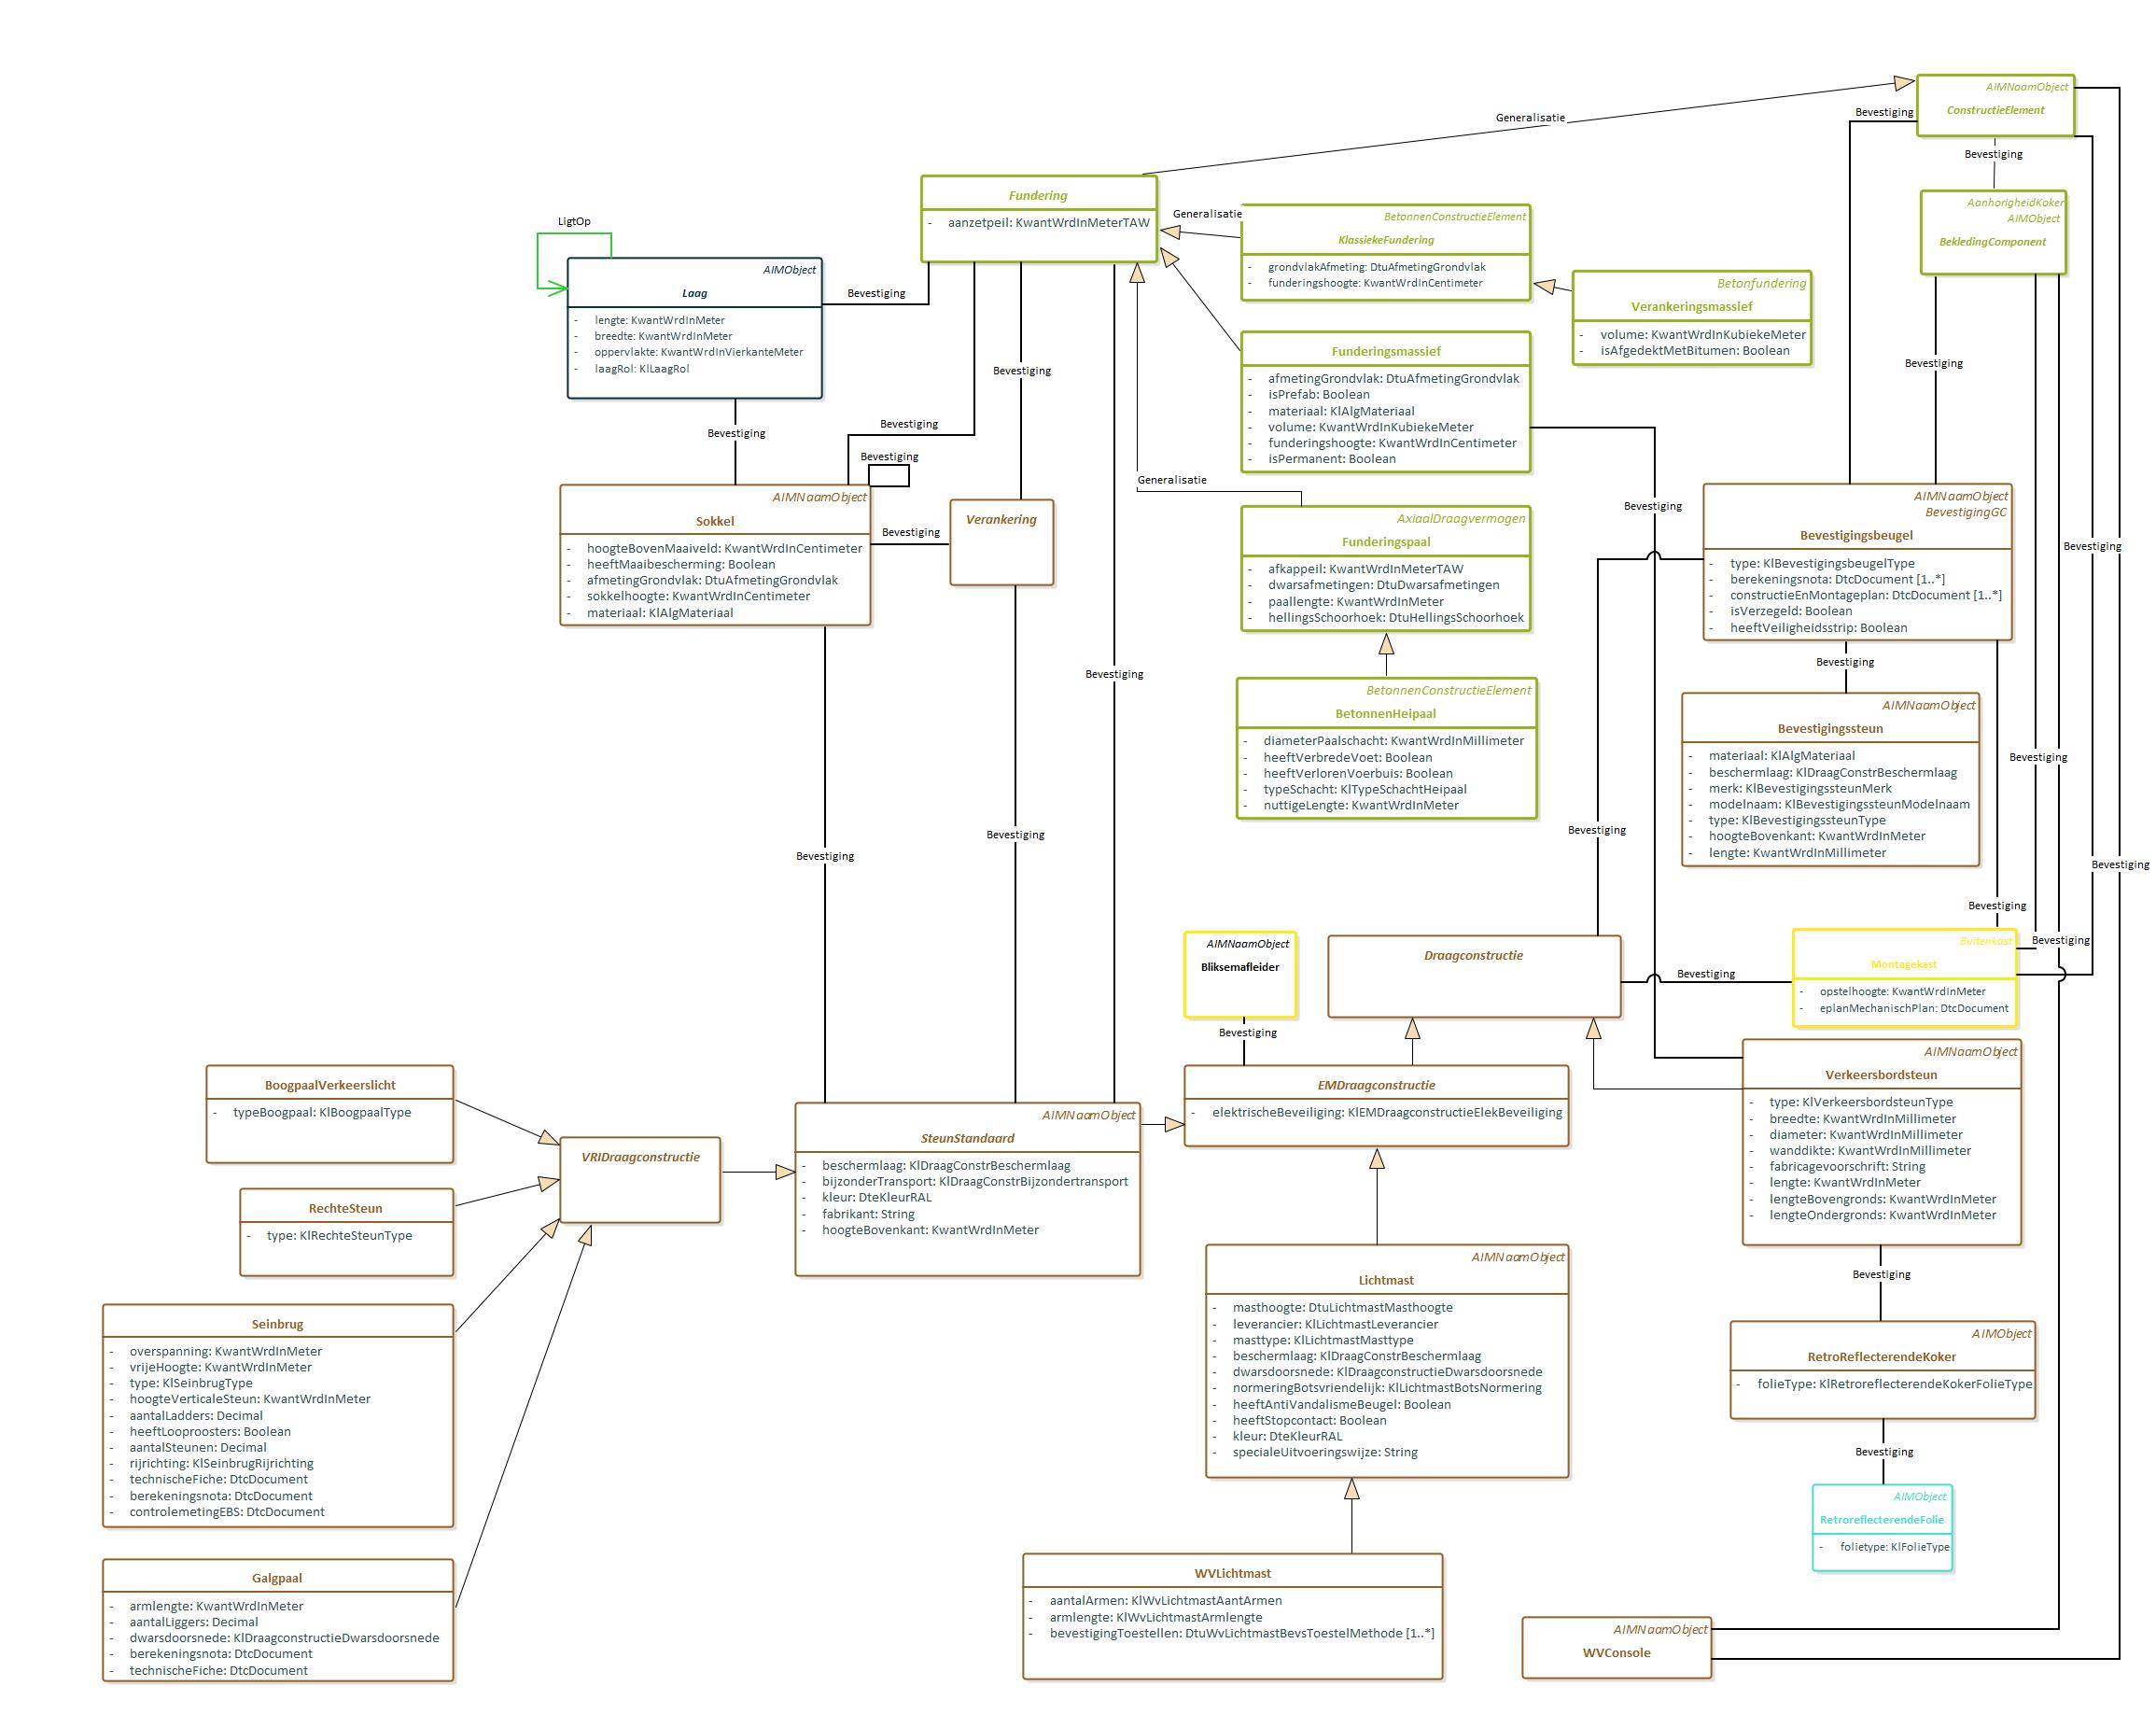 AIMNaamObject
ConstructieElement
Bevestiging
Generalisatie
Bevestiging
AanhorigheidKoker
AIMObject
BekledingComponent
Fundering
- aanzetpeil: KwantWrdInMeterTAW
Generalisatie
BetonnenConstructieElement
KlassiekeFundering
- grondvlakAfmeting: DtuAfmetingGrondvlak
- funderingshoogte: KwantWrdInCentimeter
Betonfundering
Verankeringsmassief
- volume: KwantWrdInKubiekeMeter
- isAfgedektMetBitumen: Boolean
LigtOp
AIMObject
Laag
- lengte: KwantWrdInMeter
- breedte: KwantWrdInMeter
- oppervlakte: KwantWrdInVierkanteMeter
- laagRol: KlLaagRol
Bevestiging
Bevestiging
Bevestiging
Bevestiging
Bevestiging
Bevestiging
Funderingsmassief
- afmetingGrondvlak: DtuAfmetingGrondvlak
- isPrefab: Boolean
- materiaal: KlAlgMateriaal
- volume: KwantWrdInKubiekeMeter
- funderingshoogte: KwantWrdInCentimeter
- isPermanent: Boolean
Generalisatie
Bevestiging
AIMNaamObject
Sokkel
- hoogteBovenMaaiveld: KwantWrdInCentimeter
- heeftMaaibescherming: Boolean
- afmetingGrondvlak: DtuAfmetingGrondvlak
- sokkelhoogte: KwantWrdInCentimeter
- materiaal: KlAlgMateriaal
Bevestiging
Verankering
AxiaalDraagvermogen
Funderingspaal
- afkappeil: KwantWrdInMeterTAW
- dwarsafmetingen: DtuDwarsafmetingen
- paallengte: KwantWrdInMeter
- hellingsSchoorhoek: DtuHellingsSchoorhoek
AIMNaamObject
BevestigingGC
Bevestigingsbeugel
- type: KlBevestigingsbeugelType
- berekeningsnota: DtcDocument [1..*]
- constructieEnMontageplan: DtcDocument [1..*]
- isVerzegeld: Boolean
- heeftVeiligheidsstrip: Boolean
Bevestiging
Bevestiging
Bevestiging
BetonnenConstructieElement
BetonnenHeipaal
- diameterPaalschacht: KwantWrdInMillimeter
- heeftVerbredeVoet: Boolean
- heeftVerlorenVoerbuis: Boolean
- typeSchacht: KlTypeSchachtHeipaal
- nuttigeLengte: KwantWrdInMeter
AIMNaamObject
Bevestigingssteun
- materiaal: KlAlgMateriaal
- beschermlaag: KlDraagConstrBeschermlaag
- merk: KlBevestigingssteunMerk
- modelnaam: KlBevestigingssteunModelnaam
- type: KlBevestigingssteunType
- hoogteBovenkant: KwantWrdInMeter
- lengte: KwantWrdInMillimeter
Bevestiging
Bevestiging
Bevestiging
Bevestiging
Bevestiging
Bevestiging
Bevestiging
AIMNaamObject
Bliksemafleider
Bevestiging
Draagconstructie
Bevestiging
Buitenkast
Montagekast
- opstelhoogte: KwantWrdInMeter
- eplanMechanischPlan: DtcDocument
BoogpaalVerkeerslicht
- typeBoogpaal: KlBoogpaalType
RechteSteun
- type: KlRechteSteunType
VRIDraagconstructie
AIMNaamObject
SteunStandaard
- beschermlaag: KlDraagConstrBeschermlaag
- bijzonderTransport: KlDraagConstrBijzondertransport
- kleur: DteKleurRAL
- fabrikant: String
- hoogteBovenkant: KwantWrdInMeter
EMDraagconstructie
- elektrischeBeveiliging: KlEMDraagconstructieElekBeveiliging
AIMNaamObject
Verkeersbordsteun
- type: KlVerkeersbordsteunType
- breedte: KwantWrdInMillimeter
- diameter: KwantWrdInMillimeter
- wanddikte: KwantWrdInMillimeter
- fabricagevoorschrift: String
- lengte: KwantWrdInMeter
- lengteBovengronds: KwantWrdInMeter
- lengteOndergronds: KwantWrdInMeter
Bevestiging
Seinbrug
- overspanning: KwantWrdInMeter
- vrijeHoogte: KwantWrdInMeter
- type: KlSeinbrugType
- hoogteVerticaleSteun: KwantWrdInMeter
- aantalLadders: Decimal
- heeftLooproosters: Boolean
- aantalSteunen: Decimal
- rijrichting: KlSeinbrugRijrichting
- technischeFiche: DtcDocument
- berekeningsnota: DtcDocument
- controlemetingEBS: DtcDocument
AIMNaamObject
Lichtmast
- masthoogte: DtuLichtmastMasthoogte
- leverancier: KlLichtmastLeverancier
- masttype: KlLichtmastMasttype
- beschermlaag: KlDraagConstrBeschermlaag
- dwarsdoorsnede: KlDraagconstructieDwarsdoorsnede
- normeringBotsvriendelijk: KlLichtmastBotsNormering
- heeftAntiVandalismeBeugel: Boolean
- heeftStopcontact: Boolean
- kleur: DteKleurRAL
- specialeUitvoeringswijze: String
AIMObject
RetroReflecterendeKoker
- folieType: KlRetroreflecterendeKokerFolieType
Bevestiging
AIMObject
RetroreflecterendeFolie
- folietype: KlFolieType
Galgpaal
- armlengte: KwantWrdInMeter
- aantalLiggers: Decimal
- dwarsdoorsnede: KlDraagconstructieDwarsdoorsnede
- berekeningsnota: DtcDocument
- technischeFiche: DtcDocument
WVLichtmast
- aantalArmen: KlWvLichtmastAantArmen
- armlengte: KlWvLichtmastArmlengte
- bevestigingToestellen: DtuWvLichtmastBevsToestelMethode [1..*]
AIMNaamObject
WVConsole